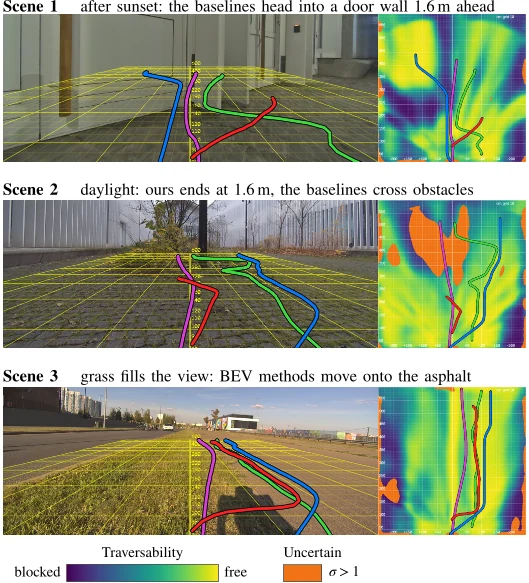 Scene 1 after sunset: the baselines head into a door wall 1.6 m ahead
Scene 2 daylight: ours ends at 1.6 m, the baselines cross obstacles
Scene 3 grass fills the view: BEV methods move onto the asphalt
Traversability Uncertain
blocked free σ > 1